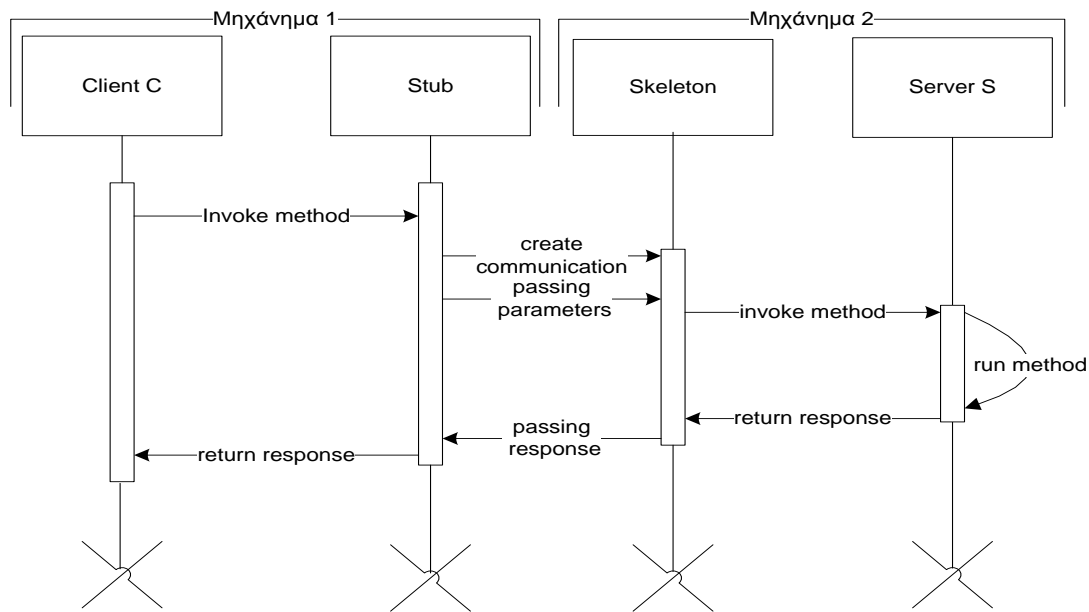 Μηχάνημα 1
Μηχάνημα 2
Client C
Stub
Skeleton
Server S
Invoke method
create
communication
passing
parameters
invoke method
run method
return response
passing
response
return response